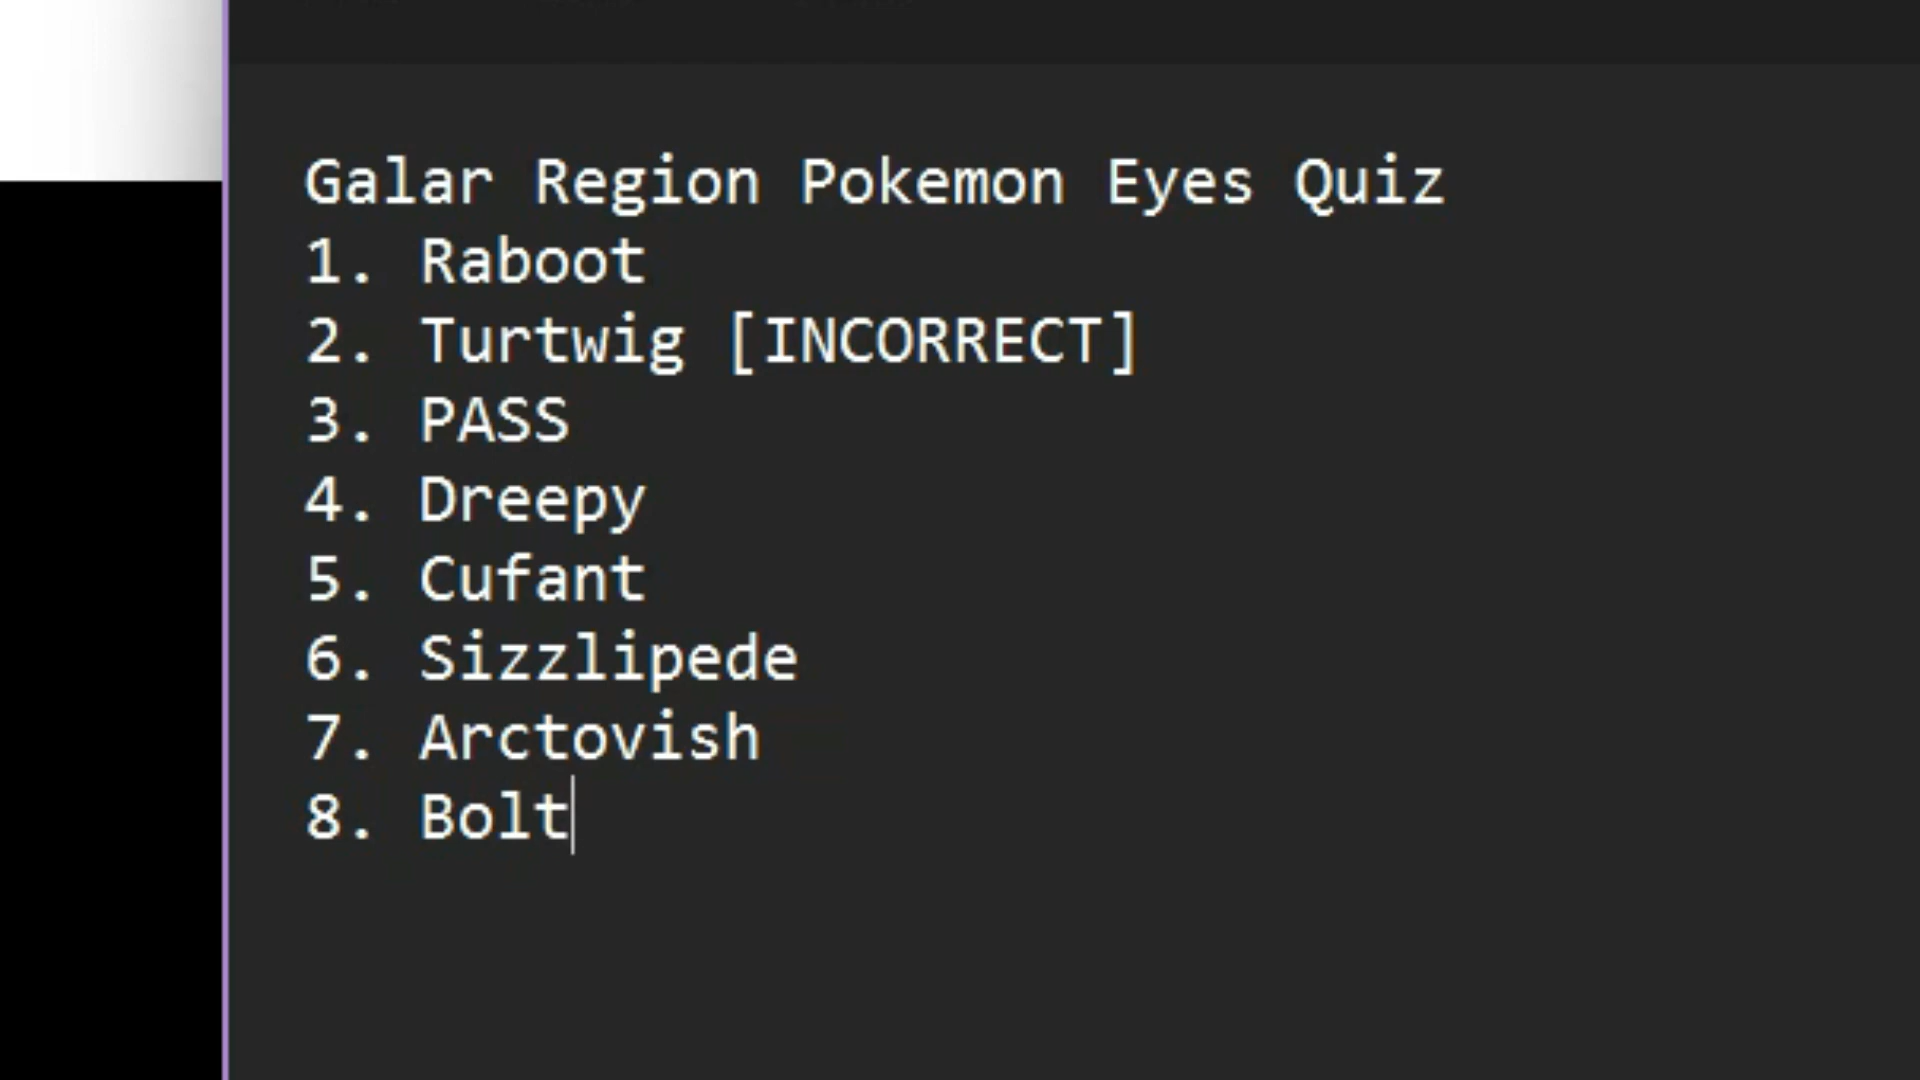 Galar Region Pokemon Eyes Quiz
1. Raboot
2. Turtwig [INCORRECT]
3. PASS
4. Dreepy
5. Cufant
6. Sizzlipede
7. Arctovish
8. Bolt